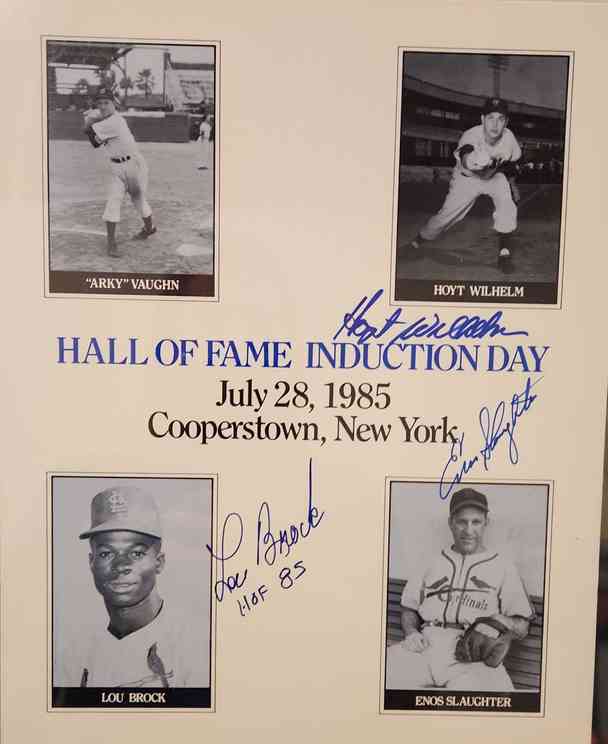 "ARKY" VAUGHN
HOYT WILHELM
Hoyt Wilhelm
HALL OF FAME INDUCTION DAY
July 28, 1985
Cooperstown, New York
Enos Slaughter
Lou Brock
HOF 85
StL
Cardinals
LOU BROCK
ENOS SLAUGHTER